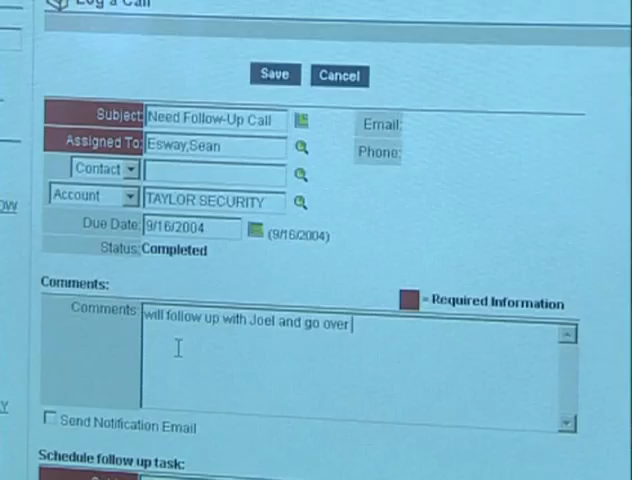 Log a Call
Save Cancel
Subject: Need Follow-Up Call Email:
Assigned To: Esway,Sean Phone:
Contact
Account TAYLOR SECURITY
Due Date: 9/16/2004 (9/16/2004)
Status: Completed
Comments:
= Required Information
Comments: will follow up with Joel and go over
Send Notification Email
Schedule follow up task: